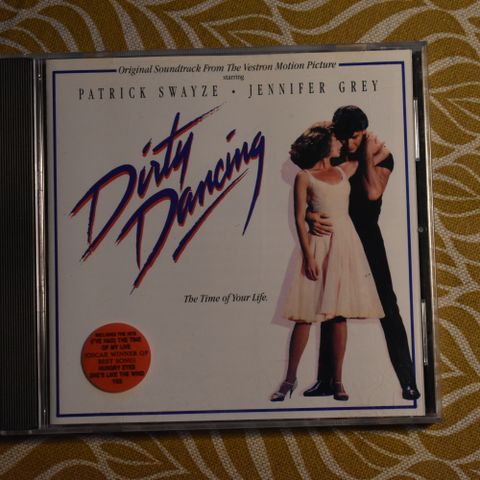 Original Soundtrack From The Vestron Motion Picture
starring
PATRICK SWAYZE • JENNIFER GREY
Dirty
Dancing
The Time of Your Life.
INCLUDES THE HITS
(I'VE HAD) THE TIME
OF MY LIVE
(OSCAR WINNER OF
BEST SONG)
HUNGRY EYES
SHE'S LIKE THE WIND
YES